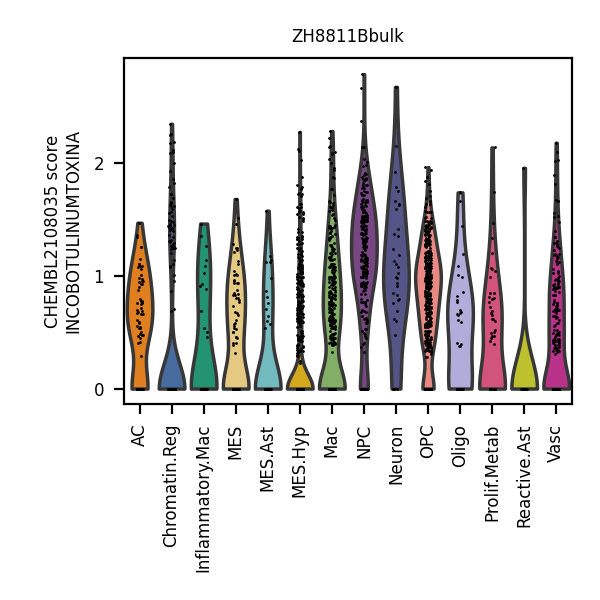 ZH8811Bbulk
CHEMBL2108035 score
INCOBOTULINUMTOXINA
2
1
0
AC
Chromatin.Reg
Inflammatory.Mac
MES
MES.Ast
MES.Hyp
Mac
NPC
Neuron
OPC
Oligo
Prolif.Metab
Reactive.Ast
Vasc